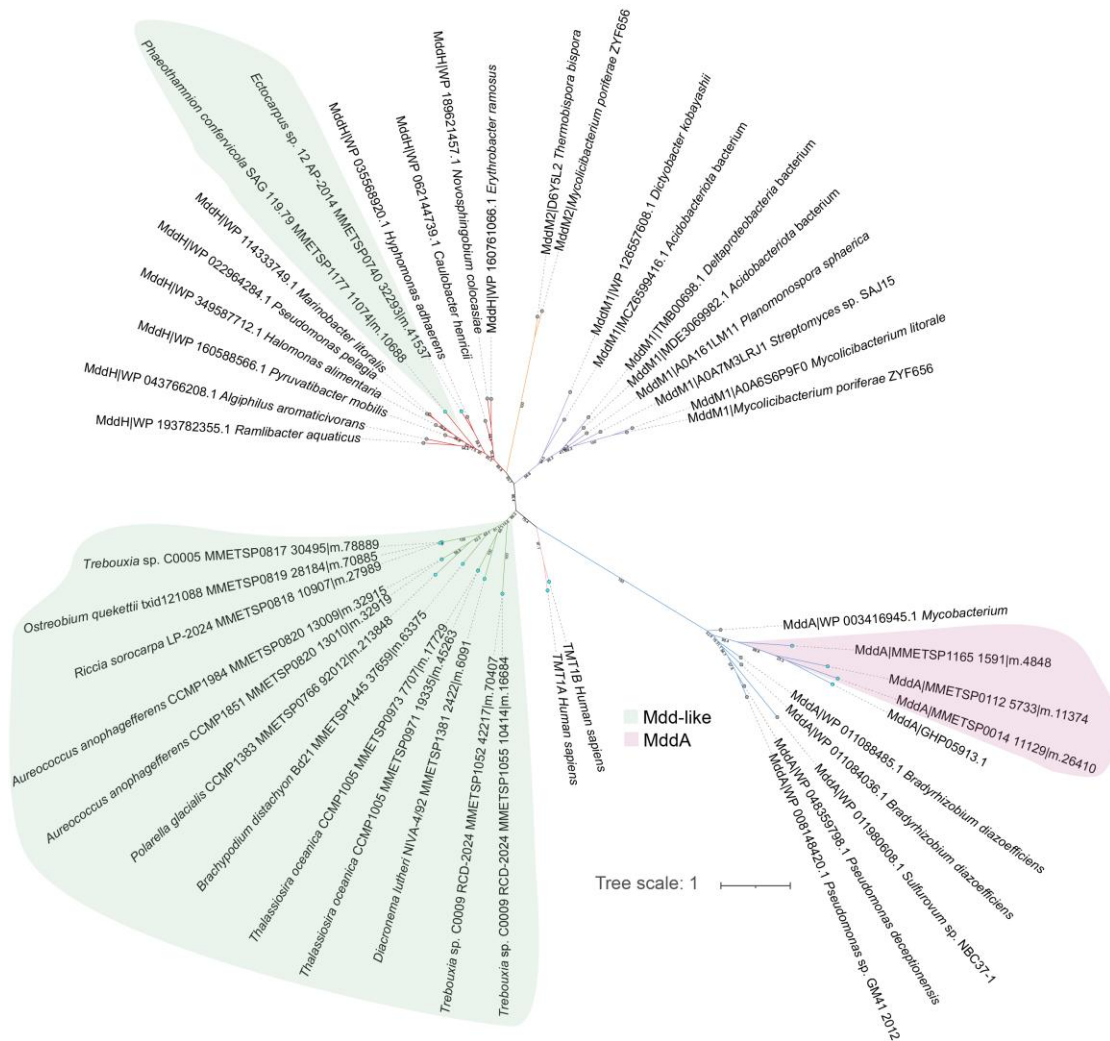 Phaeothamnion confervicola SAG 119.79 MMETSP1177 11074|m.10688
Ectocarpus sp. 12 AP-2014 MMETSP0740 32293|m.41537
MddH|WP 035568920.1 Hyphomonas adhaerens
MddH|WP 062144739.1 Caulobacter henricii
MddH|WP 189621457.1 Novosphingobium colocasiae
MddH|WP 160761066.1 Erythrobacter ramosus
MddM2|D6Y5L2 Thermobispora bispora
MddM2|Mycolicibacterium poriferae ZYF656
MddM1|WP 126557608.1 Dictyobacter kobayashii
MddM1|MCZ6599416.1 Acidobacteriota bacterium
MddM1|TMB00698.1 Deltaproteobacteria bacterium
MddM1|MDE3069982.1 Acidobacteriota bacterium
MddM1|A0A161LM11 Planomonospora sphaerica
MddM1|A0A7M3LRJ1 Streptomyces sp. SAJ15
MddM1|A0A6S6P9F0 Mycolicibacterium litorale
MddM1|Mycolicibacterium poriferae ZYF656
MddH|WP 114333749.1 Marinobacter litoralis
MddH|WP 022964284.1 Pseudomonas pelagia
MddH|WP 349587712.1 Halomonas alimentaria
MddH|WP 160588566.1 Pyruvatibacter mobilis
MddH|WP 043766208.1 Algiphilus aromaticivorans
MddH|WP 193782355.1 Ramlibacter aquaticus
Trebouxia sp. C0005 MMETSP0817 30495|m.78889
Ostreobium quekettii txid121088 MMETSP0819 28184|m.70885
Riccia sorocarpa LP-2024 MMETSP0818 10907|m.27989
Aureococcus anophagefferens CCMP1984 MMETSP0820 13009|m.32915
Aureococcus anophagefferens CCMP1851 MMETSP0820 13010|m.32919
Polarella glacialis CCMP1383 MMETSP0766 9012|m.213848
Brachypodium distachyon Bd21 MMETSP1445 37659|m.63375
Thalassiosira oceanica CCMP1005 MMETSP0973 7707|m.17729
Thalassiosira oceanica CCMP1005 MMETSP0971 19335|m.45263
Diacronema lutheri NIVA-4/92 MMETSP1381 2422|m.6091
Trebouxia sp. C0009 RCD-2024 MMETSP1052 42217|m.70407
Trebouxia sp. C0009 RCD-2024 MMETSP1055 10414|m.16684
TMT1A Human sapiens
TMT1B Human sapiens
MddA|WP 003416945.1 Mycobacterium
MddA|MMETSP1165 1591|m.4848
MddA|MMETSP0112 5733|m.11374
MddA|MMETSP0014 11129|m.26410
MddA|GHP05913.1
MddA|WP 011088485.1 Bradyrhizobium diazoefficiens
MddA|WP 011084036.1 Bradyrhizobium diazoefficiens
MddA|WP 011980608.1 Sulfurovum sp. NBC37-1
MddA|WP 048359798.1 Pseudomonas deceptionensis
MddA|WP 008148420.1 Pseudomonas sp. GM41 2012
Mdd-like
MddA
Tree scale: 1